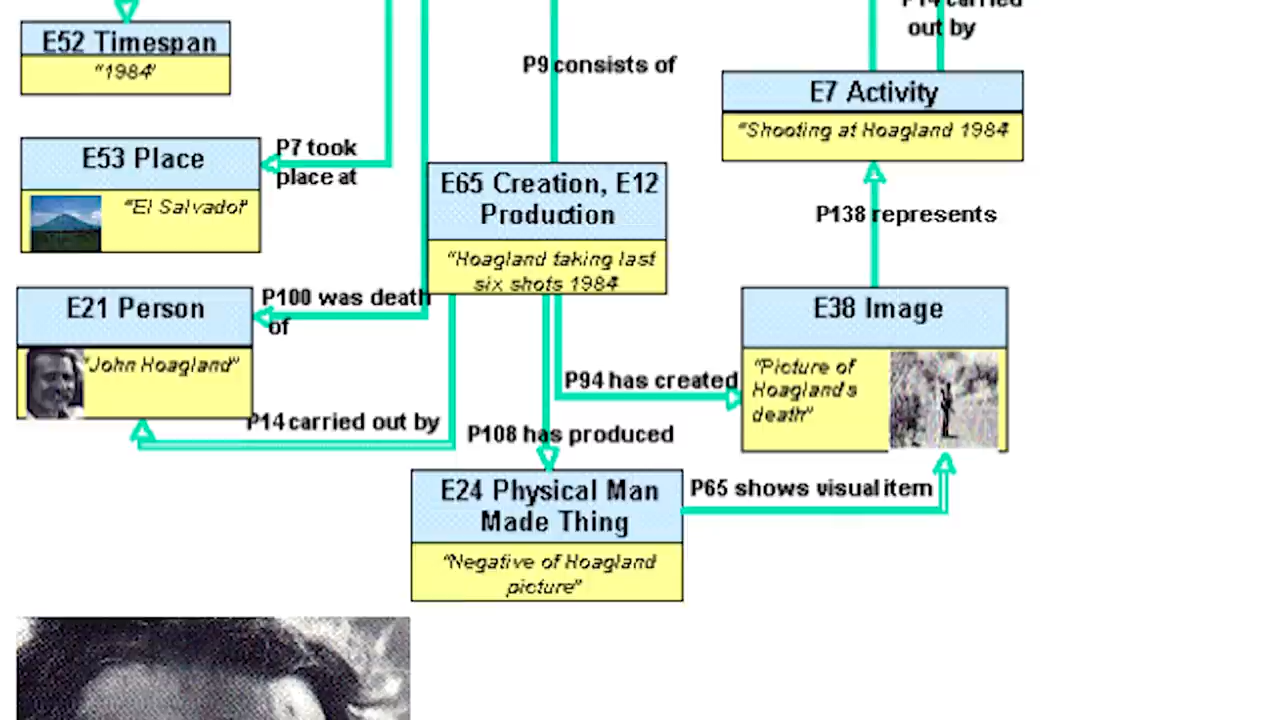 P14 carried
out by
E52 Timespan
"1984"
P9 consists of
E7 Activity
"Shooting at Hoagland 1984
E53 Place
"El Salvador"
P7 took
place at
E65 Creation, E12
Production
"Hoagland taking last
six shots 1984
P138 represents
E21 Person
"John Hoagland"
P100 was death
of
E38 Image
"Picture of
Hoagland's
death"
P94 has created
P14 carried out by
P108 has produced
E24 Physical Man
Made Thing
"Negative of Hoagland
picture"
P65 shows visual item